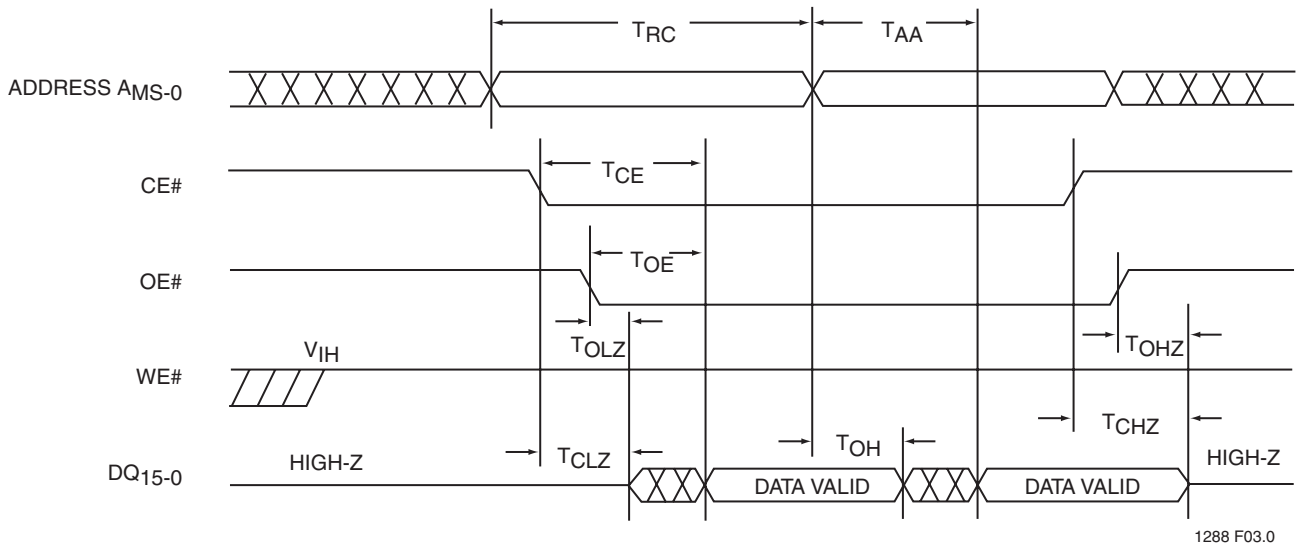 TRC TAA
ADDRESS AMS-0
TCE
CE#
TOE
OE#
TOLZ TOHZ
VIH
WE#
TCHZ
TCLZ TOH
HIGH-Z HIGH-Z
DQ15-0
DATA VALID DATA VALID
1288 F03.0